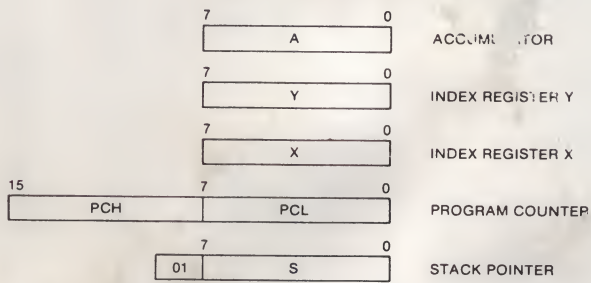 7 0
A
7 0
Y INDEX REGISTER Y
7 0
X INDEX REGISTER X
15 7 0
PCH PCL PROGRAM COUNTER
7 0
01 S STACK POINTER